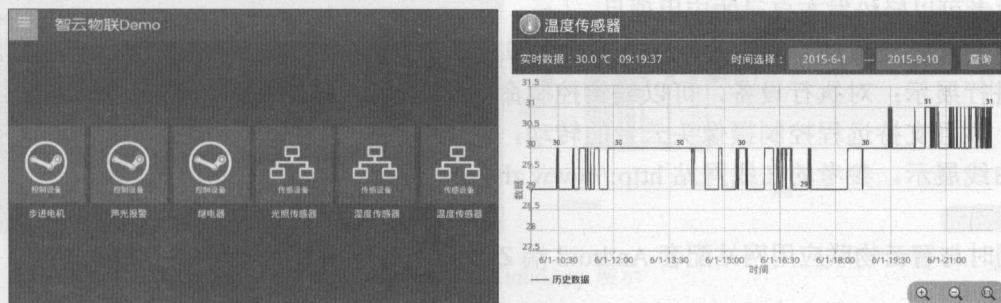 智云物联Demo
控制设备 控制设备 控制设备 传感设备 传感设备 传感设备
步进电机 声光报警 继电器 光照传感器 湿度传感器 温度传感器
温度传感器
实时数据：30.0 ℃ 09:19:37 时间选择： 2015-6-1 --- 2015-9-10 查询
31.5
31
30.5
30
29.5
29
28.5
28
27.5
数据
30 30 30 30 29 30 31 31
6/1-10:30 6/1-12:00 6/1-13:30 6/1-15:00 6/1-16:30 6/1-18:00 6/1-19:30 6/1-21:00
时间
历史数据